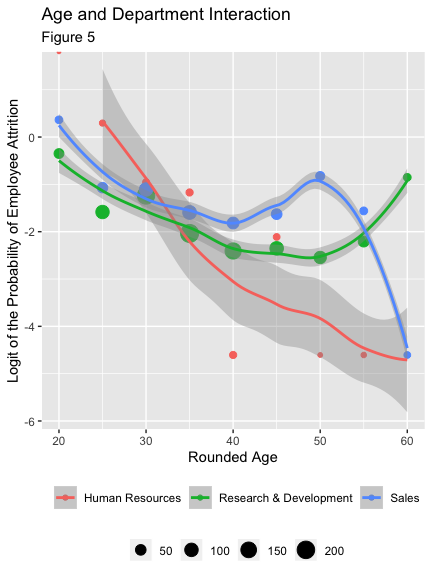 Age and Department Interaction
Figure 5
Logit of the Probability of Employee Attrition
0
-2
-4
-6
20 30 40 50 60
Rounded Age
Human Resources Research & Development Sales
50 100 150 200